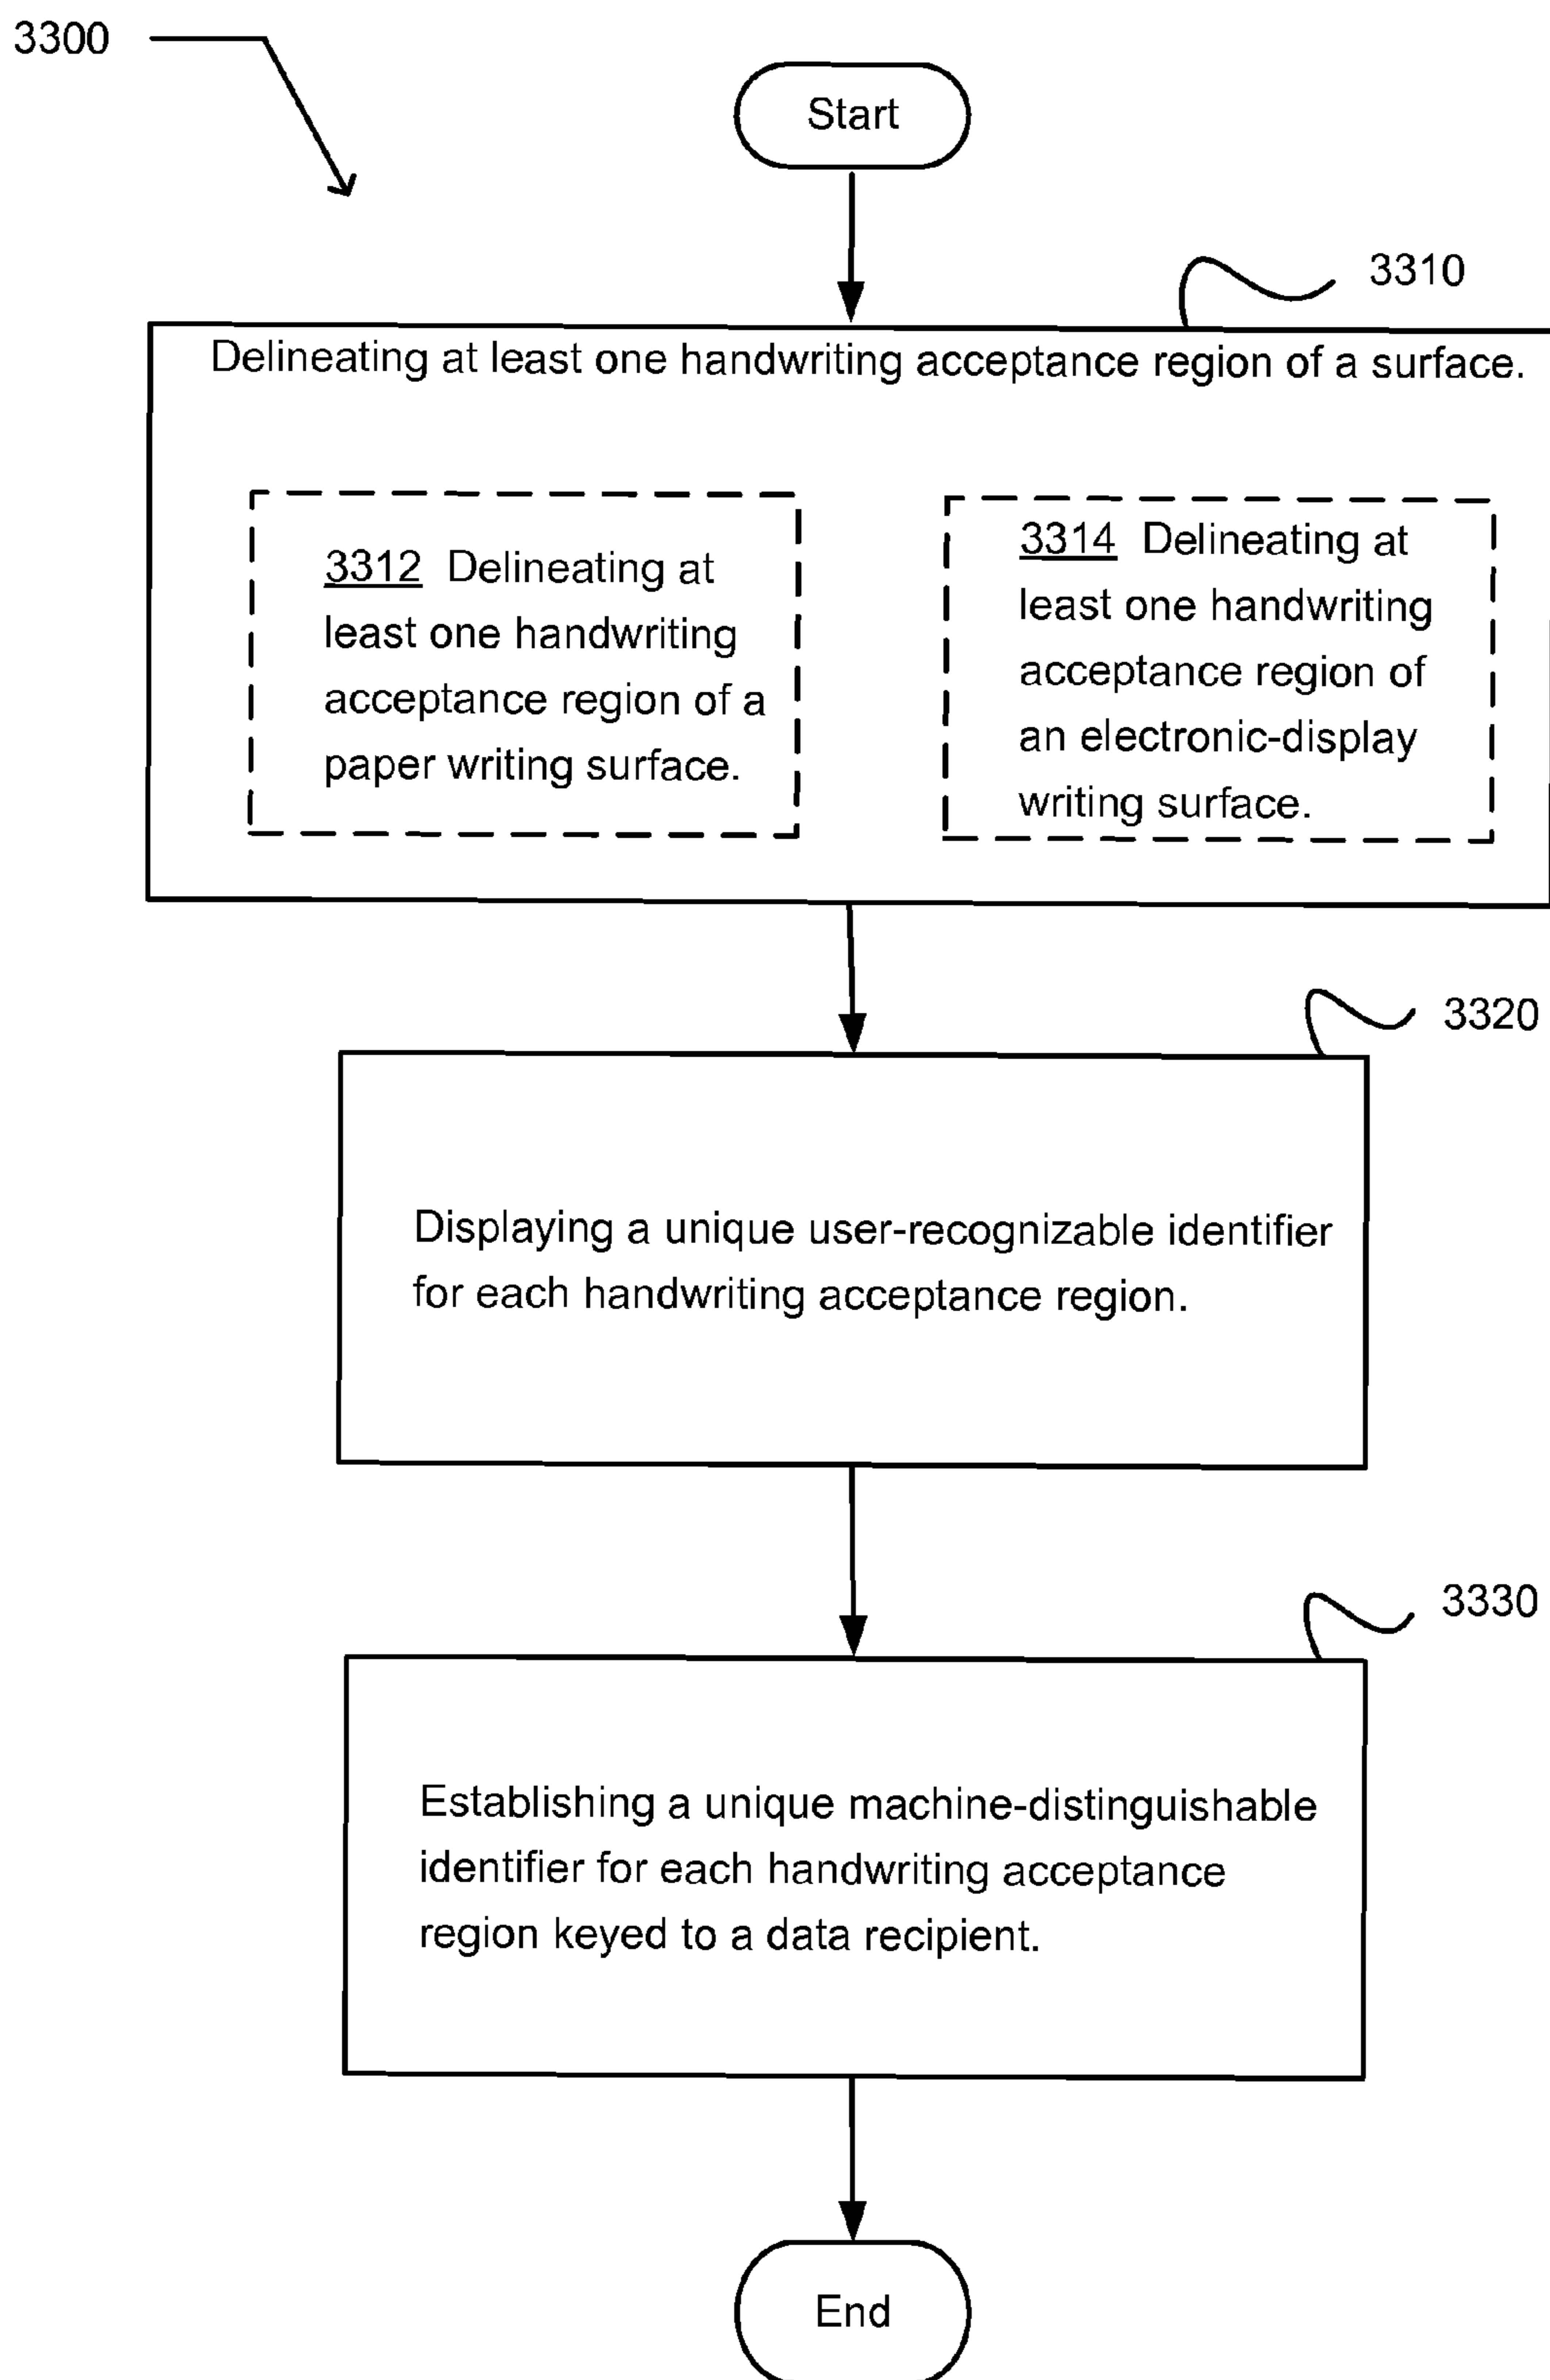 3300
Start
3310
Delineating at least one handwriting acceptance region of a surface.
3312 Delineating at
least one handwriting
acceptance region of a
paper writing surface.
3314 Delineating at
least one handwriting
acceptance region of
an electronic-display
writing surface.
3320
Displaying a unique user-recognizable identifier
for each handwriting acceptance region.
3330
Establishing a unique machine-distinguishable
identifier for each handwriting acceptance
region keyed to a data recipient.
End